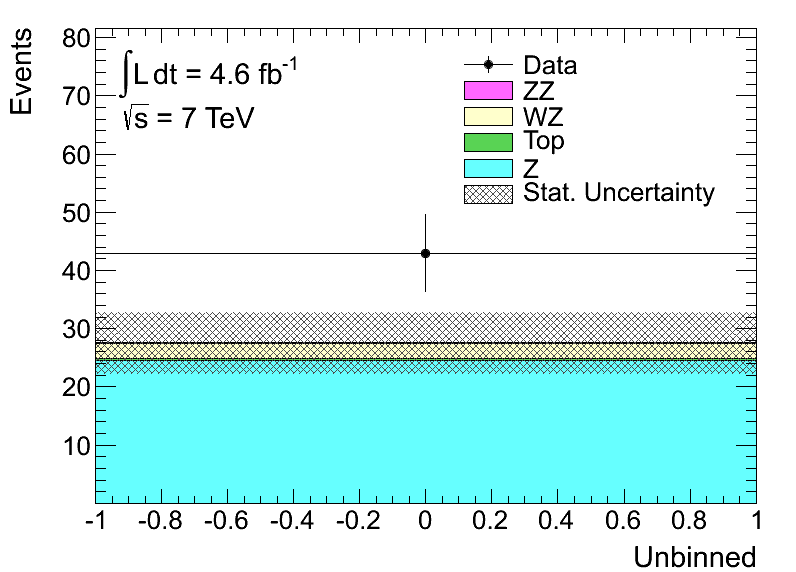 Events
80
70
60
50
40
30
20
10
∫L dt = 4.6 fb⁻¹
√s = 7 TeV
Data
ZZ
WZ
Top
Z
Stat. Uncertainty
-1 -0.8 -0.6 -0.4 -0.2 0 0.2 0.4 0.6 0.8 1
Unbinned